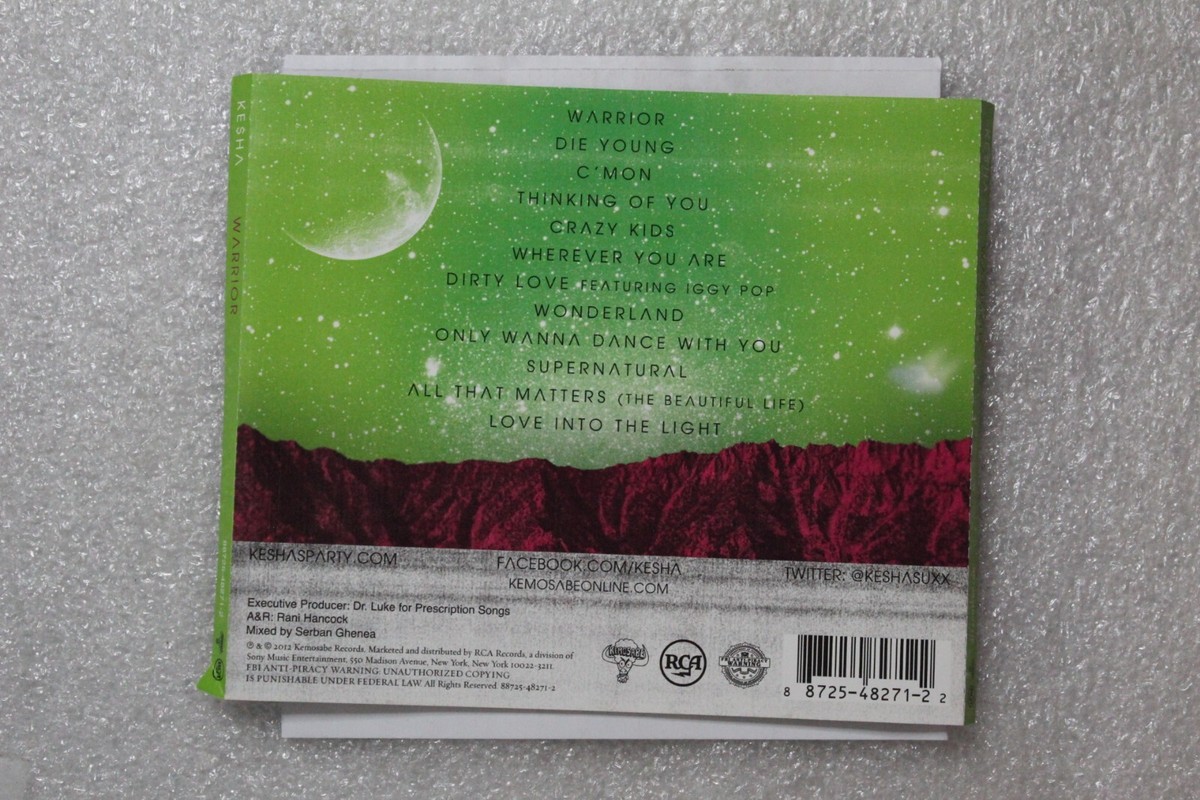 KESHA WARRIOR
WARRIOR
DIE YOUNG
C'MON
THINKING OF YOU
CRAZY KIDS
WHEREVER YOU ARE
DIRTY LOVE FEATURING IGGY POP
WONDERLAND
ONLY WANNA DANCE WITH YOU
SUPERNATURAL
ALL THAT MATTERS (THE BEAUTIFUL LIFE)
LOVE INTO THE LIGHT
KESHASPARTY.COM
FACEBOOK.COM/KESHA
TWITTER: @KESHASUXX
KEMOSABEONLINE.COM
Executive Producer: Dr. Luke for Prescription Songs
A&R: Rani Hancock
Mixed by Serban Ghenea
℗ & © 2012 Kemosabe Records. Marketed and distributed by RCA Records, a division of
Sony Music Entertainment, 550 Madison Avenue, New York, New York 10022-3211.
FBI ANTI-PIRACY WARNING: UNAUTHORIZED COPYING
IS PUNISHABLE UNDER FEDERAL LAW. All Rights Reserved. 88725-48271-2
KEMOSABE
RCA
8 8725-48271-2 2